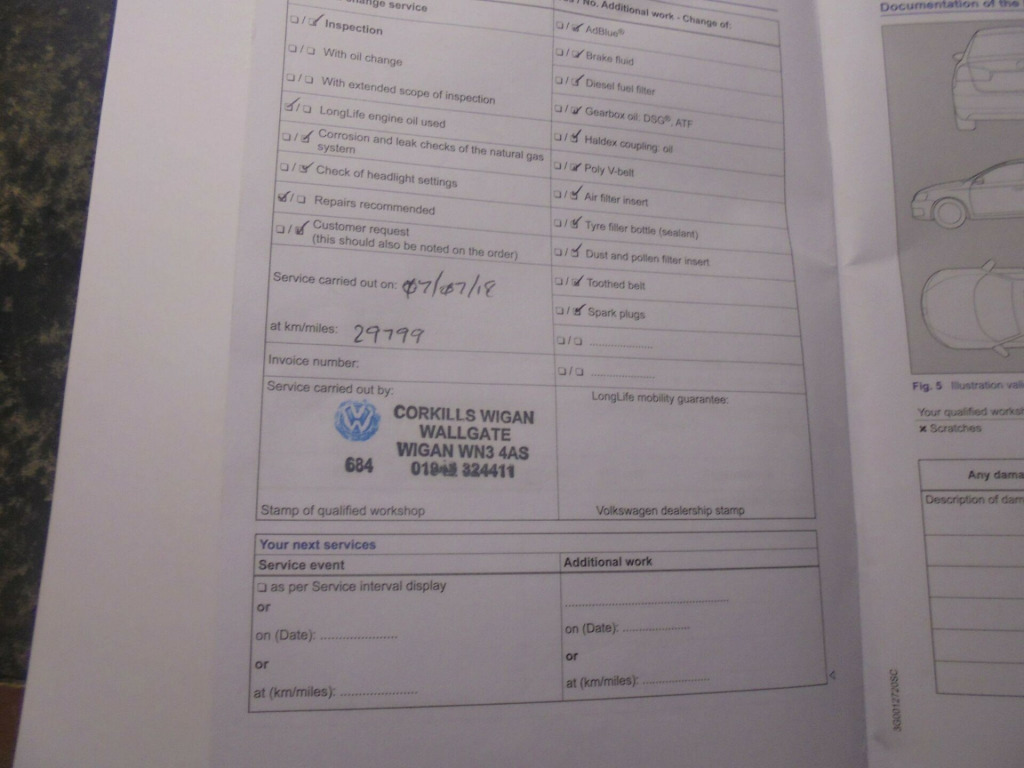 service
No. Additional work - Change of:
Inspection
With oil change
With extended scope of inspection
LongLife engine oil used
Corrosion and leak checks of the natural gas
system
Check of headlight settings
Repairs recommended
Customer request
(this should also be noted on the order)
AdBlue®
Brake fluid
Diesel fuel filter
Gearbox oil: DSG®, ATF
Haldex coupling: oil
Poly V-belt
Air filter insert
Tyre filler bottle (sealant)
Dust and pollen filter insert
Toothed belt
Spark plugs
Service carried out on: 07/07/18
at km/miles: 29799
Invoice number:
Service carried out by:
CORKILLS WIGAN
WALLGATE
WIGAN WN3 4AS
684 01942 324411
Stamp of qualified workshop
LongLife mobility guarantee:
Volkswagen dealership stamp
Your next services
Service event
as per Service interval display
or
on (Date): ....................
or
at (km/miles): ....................
Additional work
on (Date): ....................
or
at (km/miles): ....................
Documentation of the
Fig. 5 Illustration
Your qualified
× Scratches
Any
Description of
3G0012720SC